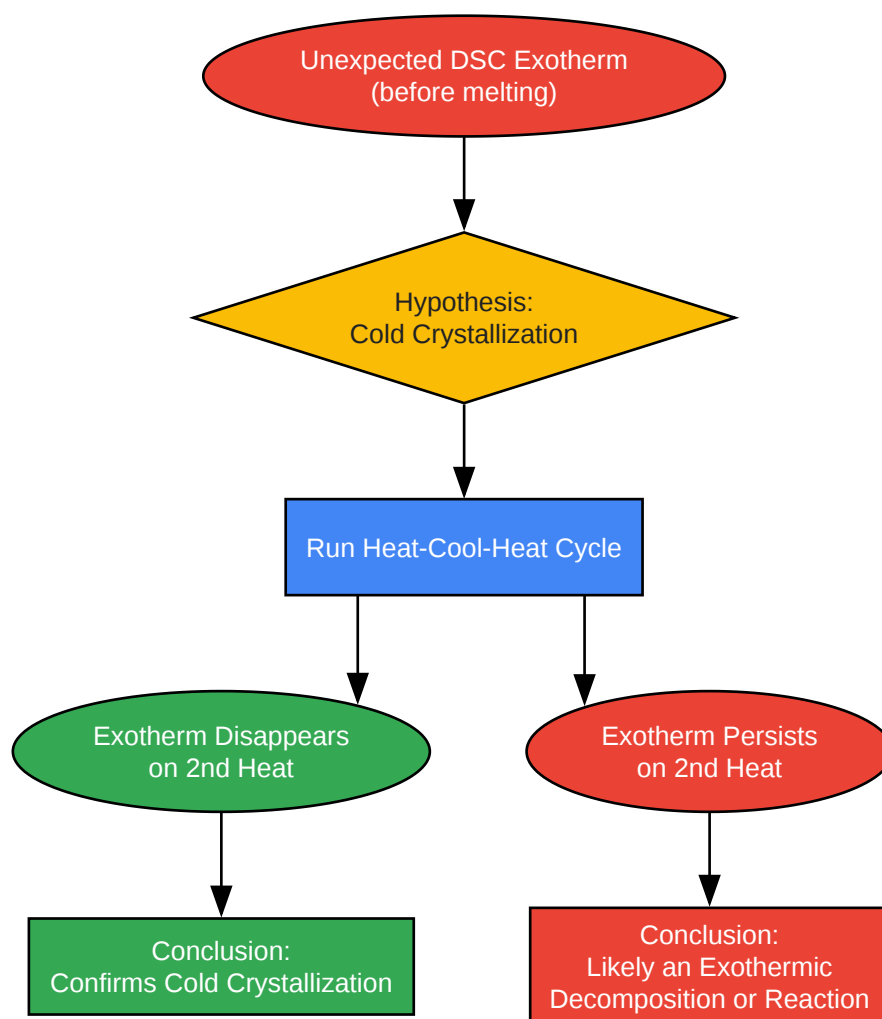 Unexpected DSC Exotherm
(before melting)
Hypothesis:
Cold Crystallization
Run Heat-Cool-Heat Cycle
Exotherm Disappears
on 2nd Heat
Exotherm Persists
on 2nd Heat
Conclusion:
Confirms Cold Crystallization
Conclusion:
Likely an Exothermic
Decomposition or Reaction